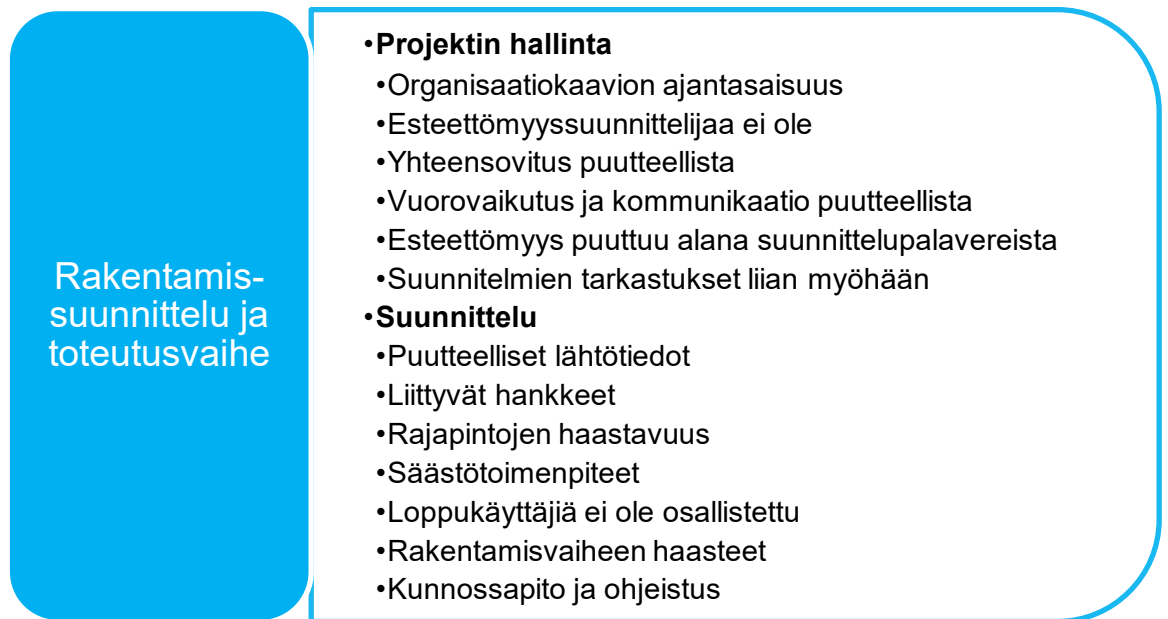 Rakentamis-
suunnittelu ja
toteutusvaihe
•Projektin hallinta
•Organisaatiokaavion ajantasaisuus
•Esteettömyyssuunnittelijaa ei ole
•Yhteensovitus puutteellista
•Vuorovaikutus ja kommunikaatio puutteellista
•Esteettömyys puuttuu alana suunnittelupalavereista
•Suunnitelmien tarkastukset liian myöhään
•Suunnittelu
•Puutteelliset lähtötiedot
•Liittyvät hankkeet
•Rajapintojen haastavuus
•Säästötoimenpiteet
•Loppukäyttäjiä ei ole osallistettu
•Rakentamisvaiheen haasteet
•Kunnossapito ja ohjeistus